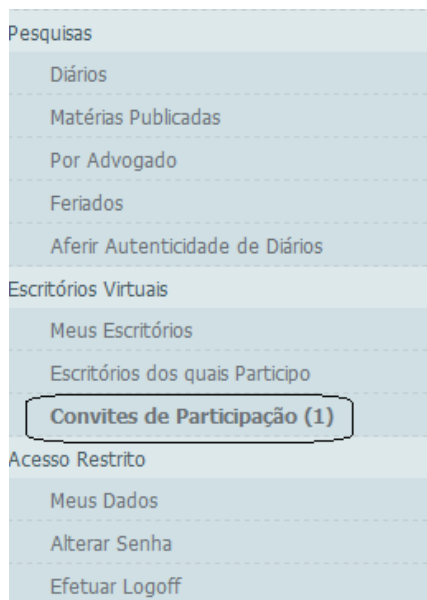 Pesquisas
Diários
Matérias Publicadas
Por Advogado
Feriados
Aferir Autenticidade de Diários
Escritórios Virtuais
Meus Escritórios
Escritórios dos quais Participo
Convites de Participação (1)
Acesso Restrito
Meus Dados
Alterar Senha
Efetuar Logoff